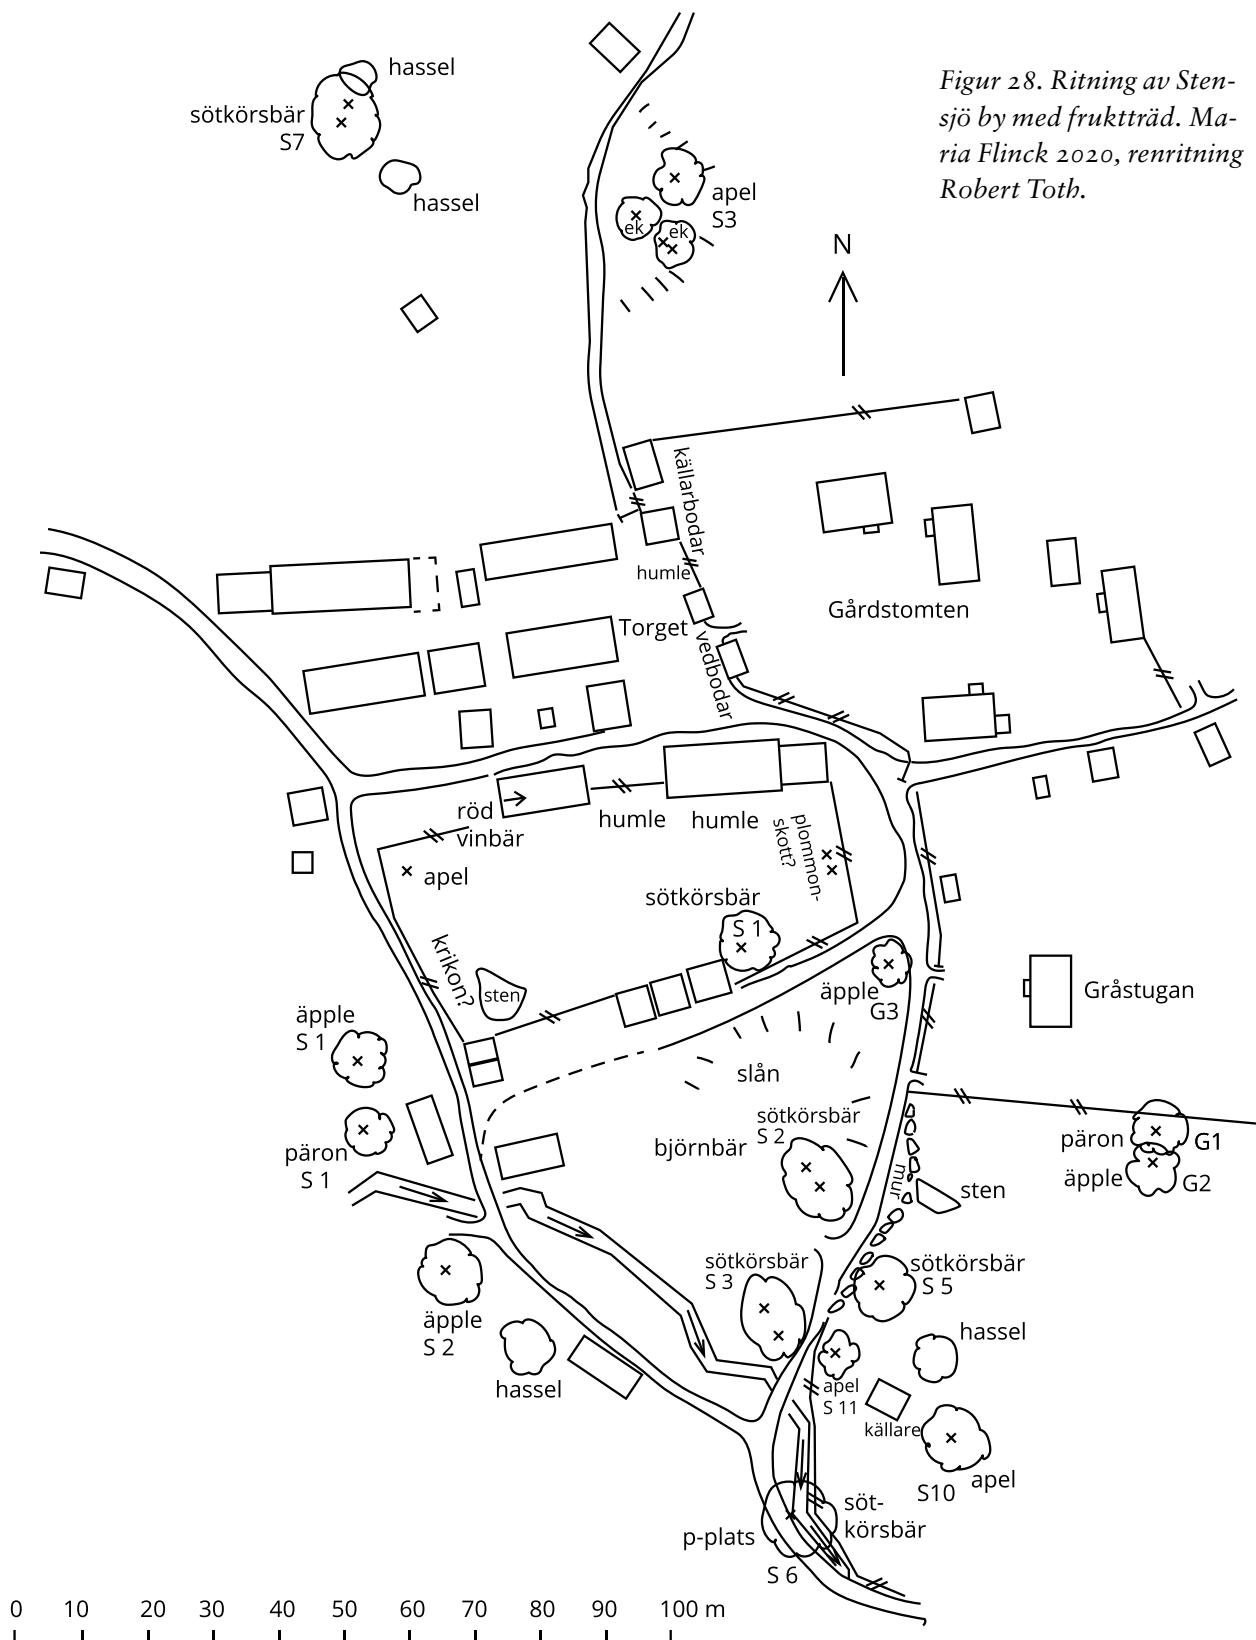 hassel
sötkörsbär
S7
hassel
Figur 28. Ritning av Sten-
sjö by med fruktträd. Ma-
ria Flinck 2020, renritning
Robert Toth.
apel
S3
ek
ek
N
källarbodar
humle
Torget
vedbodar
Gårdstomten
röd
vinbär
humle
humle
plommon-
skott?
apel
sötkörsbär
S 1
krikon?
sten
äpple
G3
Gråstugan
äpple
S 1
slån
sötkörsbär
S 2
björnbär
päron
S 1
päron
G1
äpple
G2
mur
sten
sötkörsbär
S 3
sötkörsbär
S 5
äpple
S 2
hassel
hassel
apel
S 11
källare
S10
apel
söt-
körsbär
p-plats
S 6
0 10 20 30 40 50 60 70 80 90 100 m